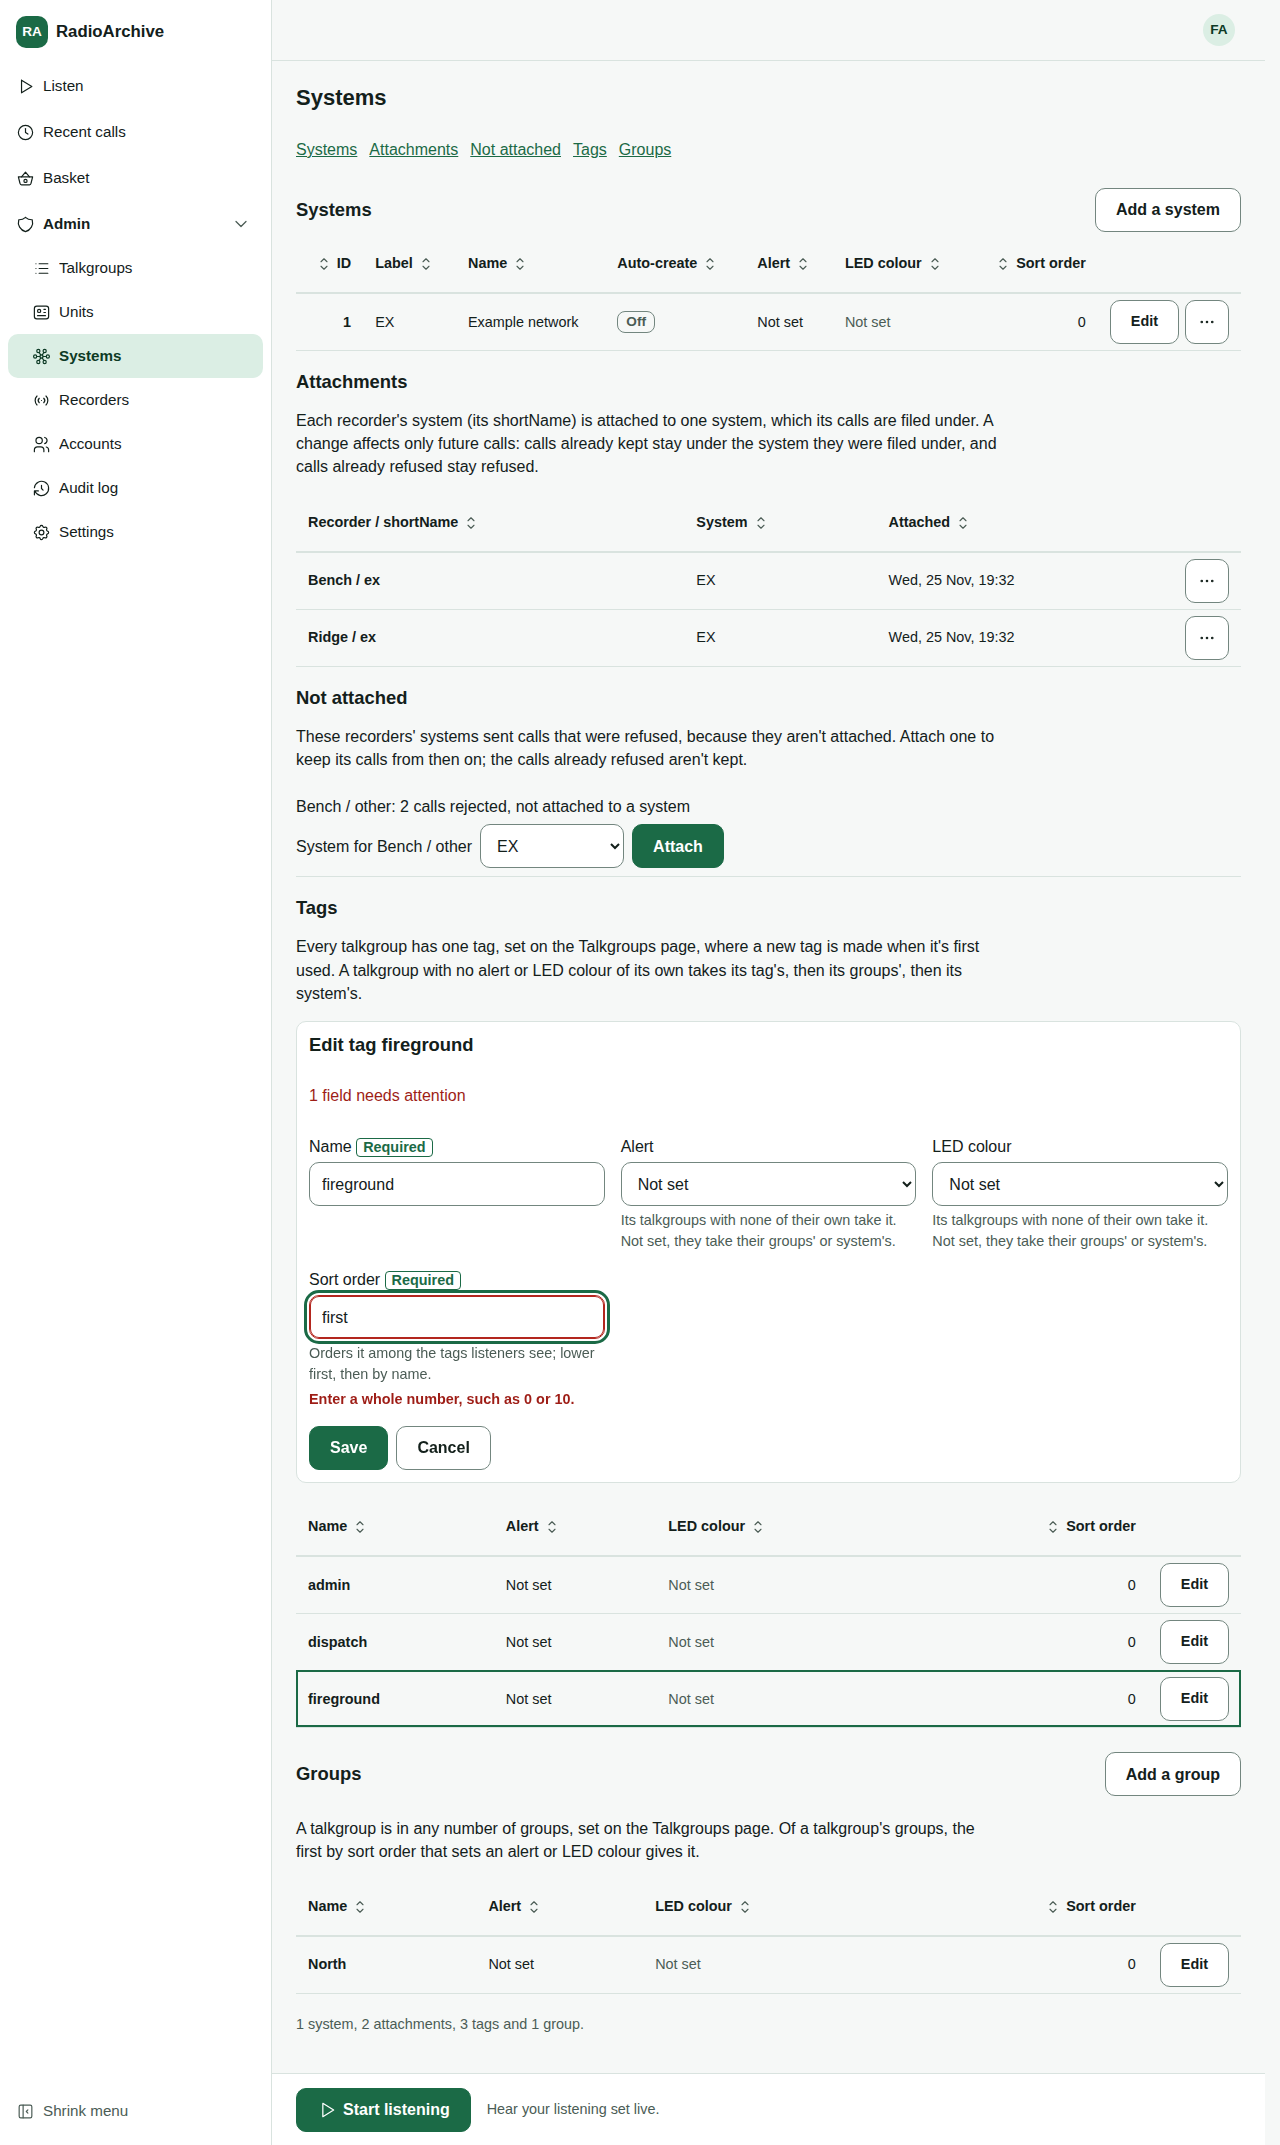 RA RadioArchive
FA
Listen
Recent calls
Basket
Admin
Talkgroups
Units
Systems
Recorders
Accounts
Audit log
Settings
Shrink menu
Systems
Systems Attachments Not attached Tags Groups
Systems
Add a system
ID Label Name Auto-create Alert LED colour Sort order
1 EX Example network Off Not set Not set 0 Edit
Attachments
Each recorder's system (its shortName) is attached to one system, which its calls are filed under. A
change affects only future calls: calls already kept stay under the system they were filed under, and
calls already refused stay refused.
Recorder / shortName System Attached
Bench / ex EX Wed, 25 Nov, 19:32
Ridge / ex EX Wed, 25 Nov, 19:32
Not attached
These recorders' systems sent calls that were refused, because they aren't attached. Attach one to
keep its calls from then on; the calls already refused aren't kept.
Bench / other: 2 calls rejected, not attached to a system
System for Bench / other EX Attach
Tags
Every talkgroup has one tag, set on the Talkgroups page, where a new tag is made when it's first
used. A talkgroup with no alert or LED colour of its own takes its tag's, then its groups', then its
system's.
Edit tag fireground
1 field needs attention
Name Required Alert LED colour
fireground Not set Not set
Its talkgroups with none of their own take it. Its talkgroups with none of their own take it.
Not set, they take their groups' or system's. Not set, they take their groups' or system's.
Sort order Required
first
Orders it among the tags listeners see; lower
first, then by name.
Enter a whole number, such as 0 or 10.
Save Cancel
Name Alert LED colour Sort order
admin Not set Not set 0 Edit
dispatch Not set Not set 0 Edit
fireground Not set Not set 0 Edit
Groups
Add a group
A talkgroup is in any number of groups, set on the Talkgroups page. Of a talkgroup's groups, the
first by sort order that sets an alert or LED colour gives it.
Name Alert LED colour Sort order
North Not set Not set 0 Edit
1 system, 2 attachments, 3 tags and 1 group.
Start listening Hear your listening set live.